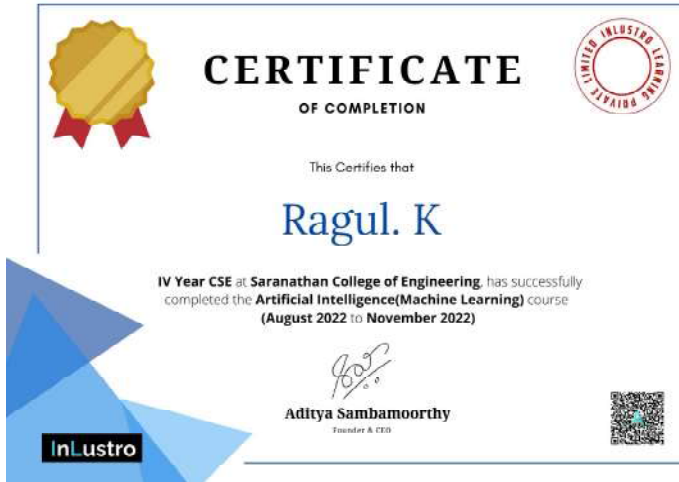 CERTIFICATE
OF COMPLETION
INLUSTRO LEARNING PRIVATE LIMITED
This Certifies that
Ragul. K
IV Year CSE at Saranathan College of Engineering, has successfully
completed the Artificial Intelligence(Machine Learning) course
(August 2022 to November 2022)
Aditya Sambamoorthy
Founder & CEO
InLustro